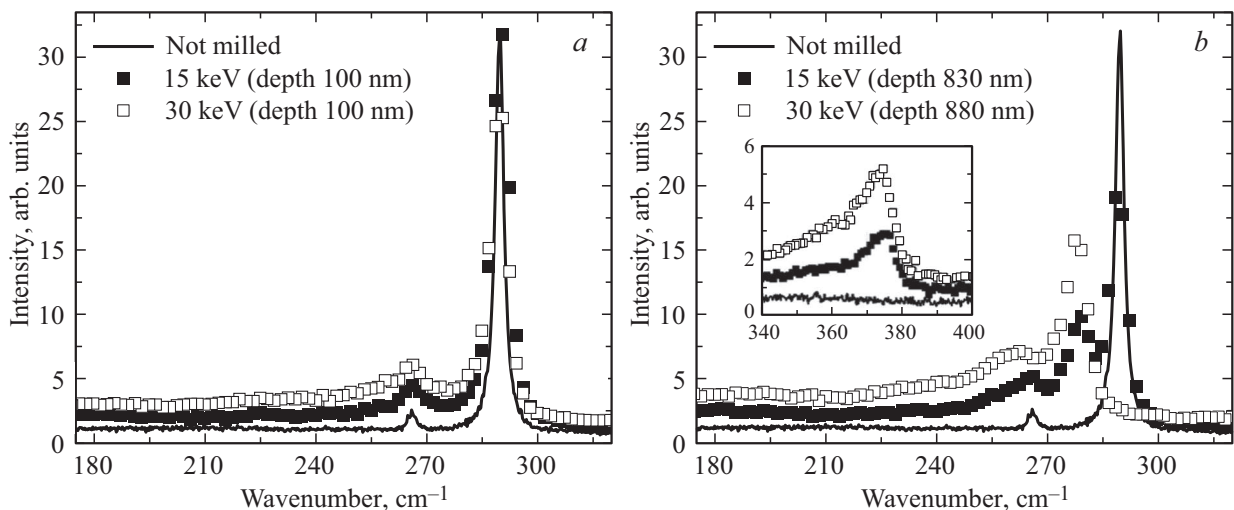 a
Not milled
15 keV (depth 100 nm)
30 keV (depth 100 nm)
Intensity, arb. units
30
25
20
15
10
5
0
180 210 240 270 300
Wavenumber, cm–1
b
Not milled
15 keV (depth 830 nm)
30 keV (depth 880 nm)
Intensity, arb. units
30
25
20
15
10
5
0
6
4
2
0
340 360 380 400
180 210 240 270 300
Wavenumber, cm–1